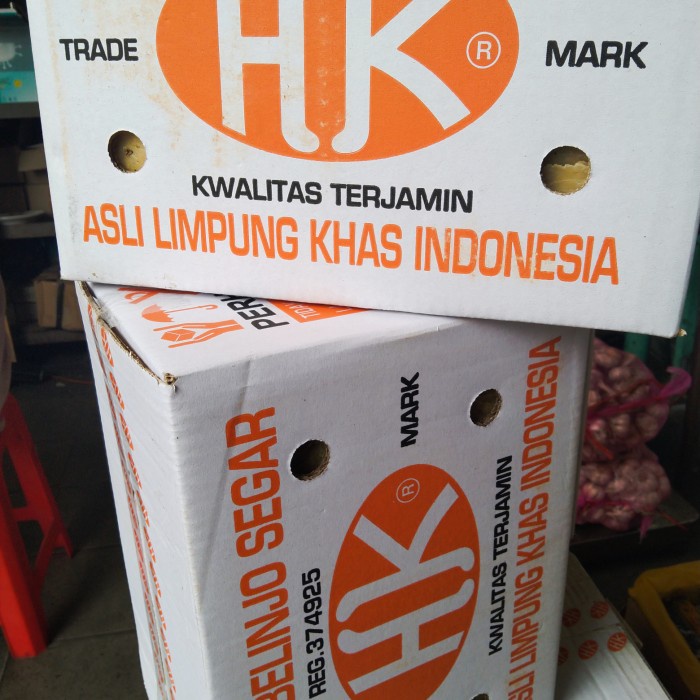 HK
®
TRADE MARK
KWALITAS TERJAMIN
ASLI LIMPUNG KHAS INDONESIA
BELINJO SEGAR
REG.374925
MARK
®
HK
KWALITAS TERJAMIN
ASLI LIMPUNG KHAS INDONESIA